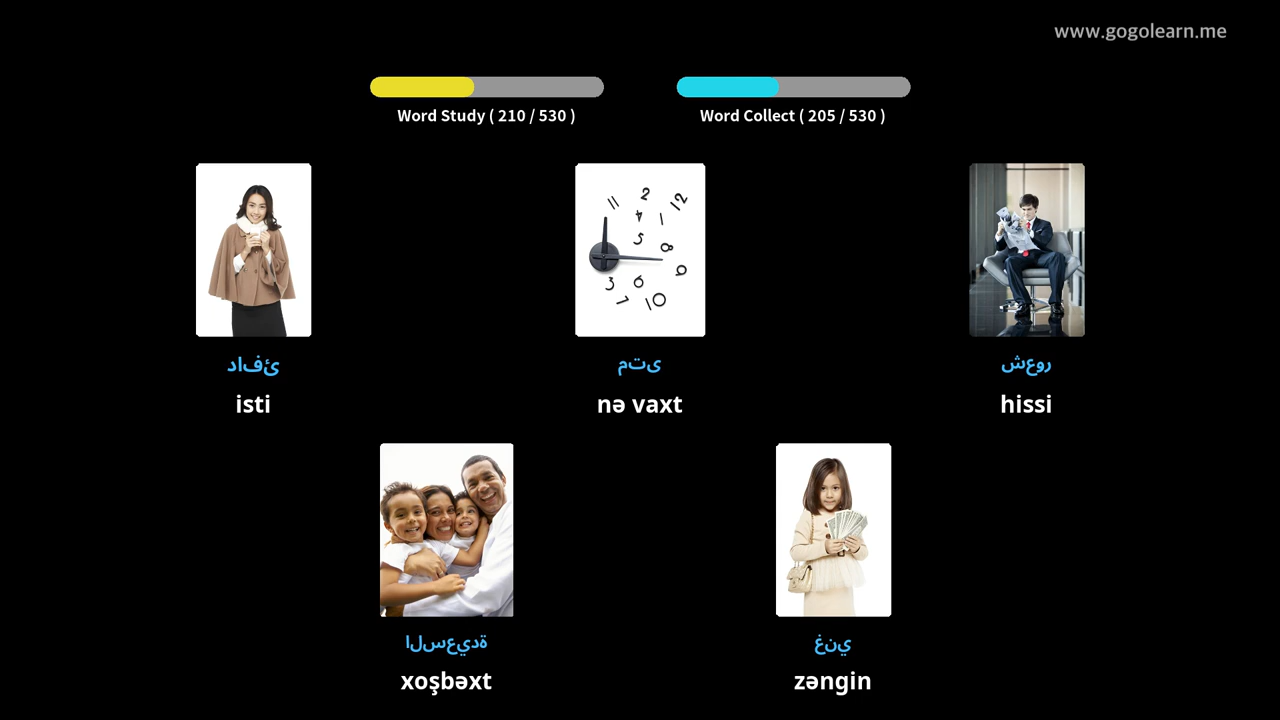 www.gogolearn.me
Word Study ( 210 / 530 )
Word Collect ( 205 / 530 )
دافئ
isti
متى
nə vaxt
شعور
hissi
السعيدة
xoşbəxt
غني
zəngin